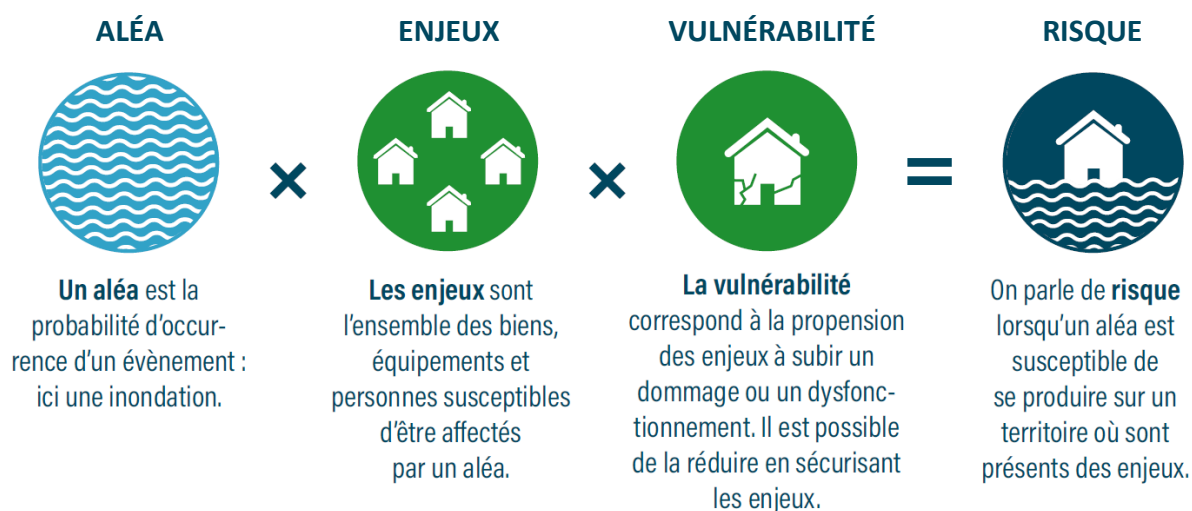 ALÉA
ENJEUX
VULNÉRABILITÉ
RISQUE
×
×
=
Un aléa est la
probabilité d’occur-
rence d’un évènement :
ici une inondation.
Les enjeux sont
l’ensemble des biens,
équipements et
personnes susceptibles
d’être affectés
par un aléa.
La vulnérabilité
correspond à la propension
des enjeux à subir un
dommage ou un dysfonc-
tionnement. Il est possible
de la réduire en sécurisant
les enjeux.
On parle de risque
lorsqu’un aléa est
susceptible de
se produire sur un
territoire où sont
présents des enjeux.